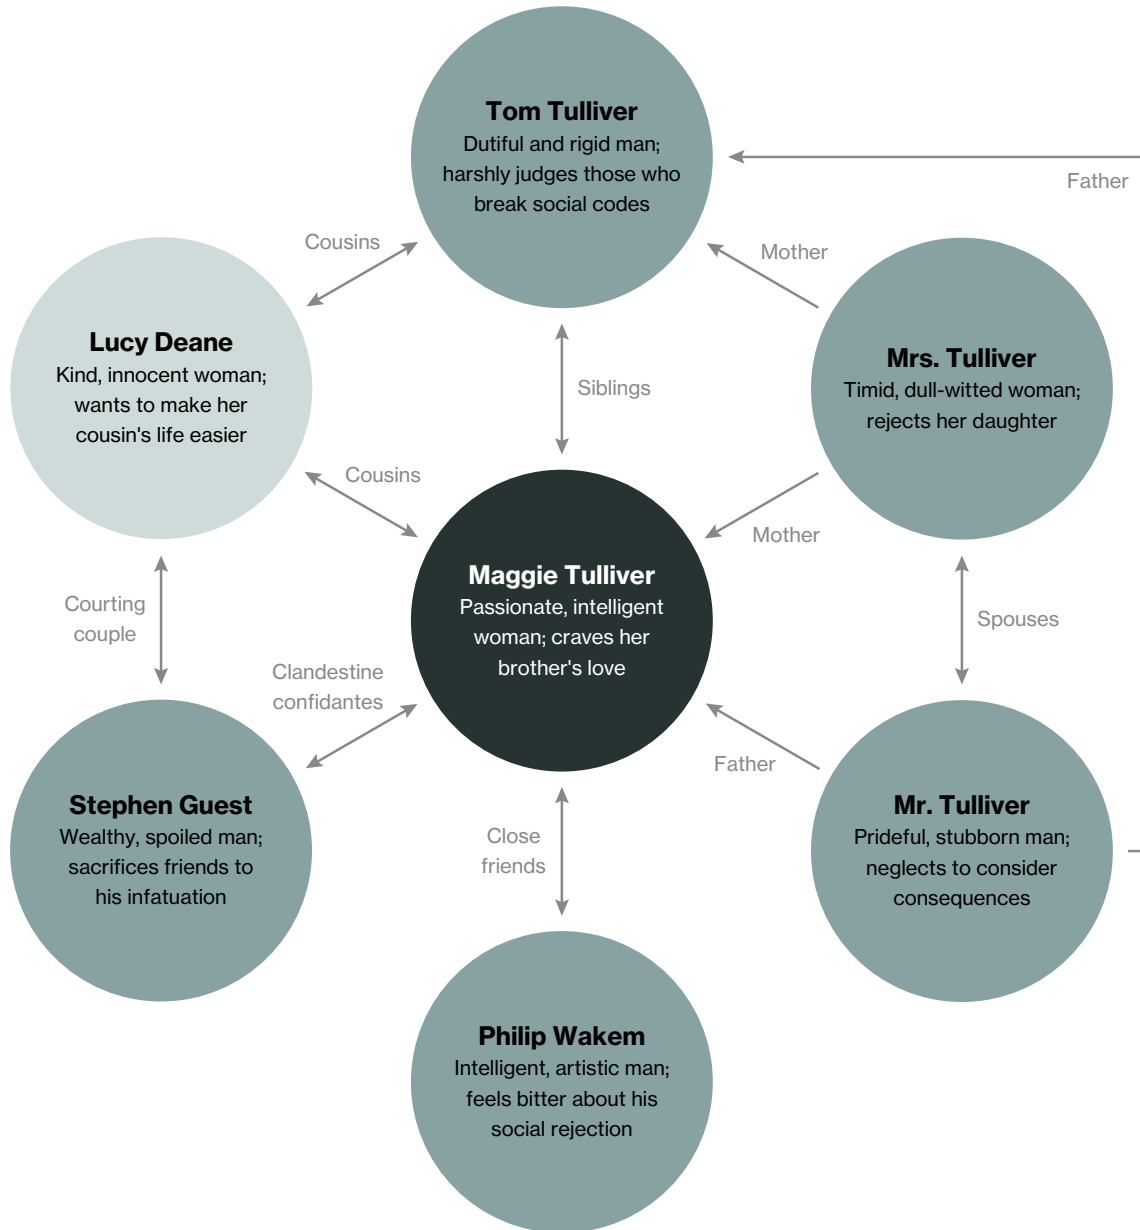 Tom Tulliver
Dutiful and rigid man;
harshly judges those who
break social codes
Father
Cousins
Mother
Lucy Deane
Kind, innocent woman;
wants to make her
cousin's life easier
Siblings
Mrs. Tulliver
Timid, dull-witted woman;
rejects her daughter
Cousins
Mother
Maggie Tulliver
Passionate, intelligent
woman; craves her
brother's love
Courting
couple
Spouses
Clandestine
confidantes
Father
Stephen Guest
Wealthy, spoiled man;
sacrifices friends to
his infatuation
Close
friends
Mr. Tulliver
Prideful, stubborn man;
neglects to consider
consequences
Philip Wakem
Intelligent, artistic man;
feels bitter about his
social rejection